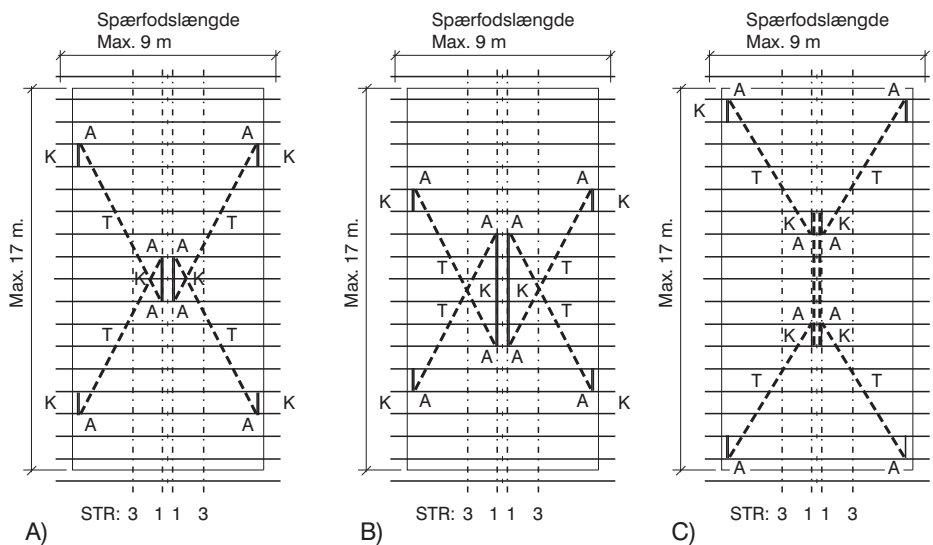 Spærfodslængde
Max. 9 m
Max. 17 m.
A A
K K
T T
A A
K K
A A
T T
K K
A A
STR: 3 1 1 3
A)
Spærfodslængde
Max. 9 m
Max. 17 m.
A A
K K
A A
T T
K K
T T
A A
K A A K
STR: 3 1 1 3
B)
Spærfodslængde
Max. 9 m
Max. 17 m.
A A
K
T T
K K
A A
A A
K K
T T
A A
STR: 3 1 1 3
C)